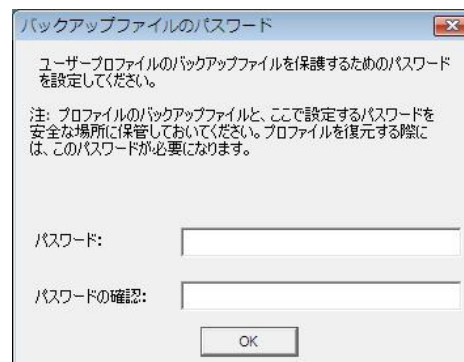 バックアップファイルのパスワード
ユーザープロファイルのバックアップファイルを保護するためのパスワード
を設定してください。
注: プロファイルのバックアップファイルと、ここで設定するパスワードを
安全な場所に保管しておいてください。プロファイルを復元する際に
は、このパスワードが必要になります。
パスワード:
パスワードの確認:
OK